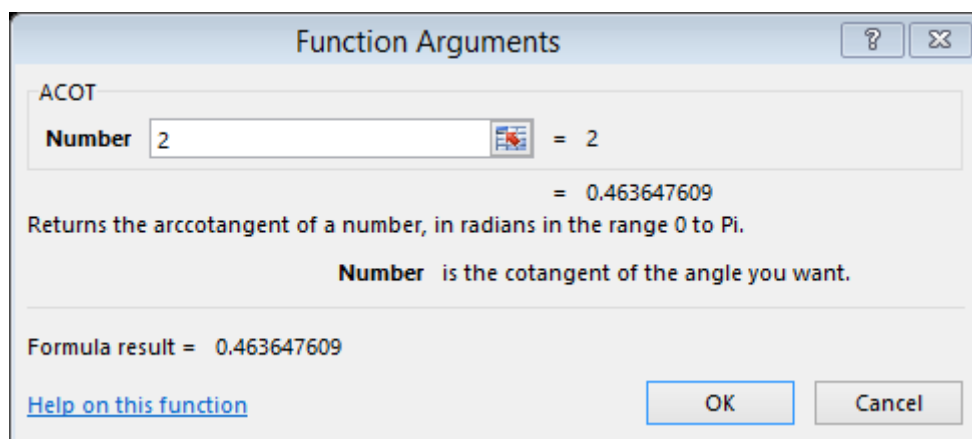 Function Arguments
ACOT
Number 2 = 2
= 0.463647609
Returns the arccotangent of a number, in radians in the range 0 to Pi.
Number is the cotangent of the angle you want.
Formula result = 0.463647609
Help on this function OK Cancel